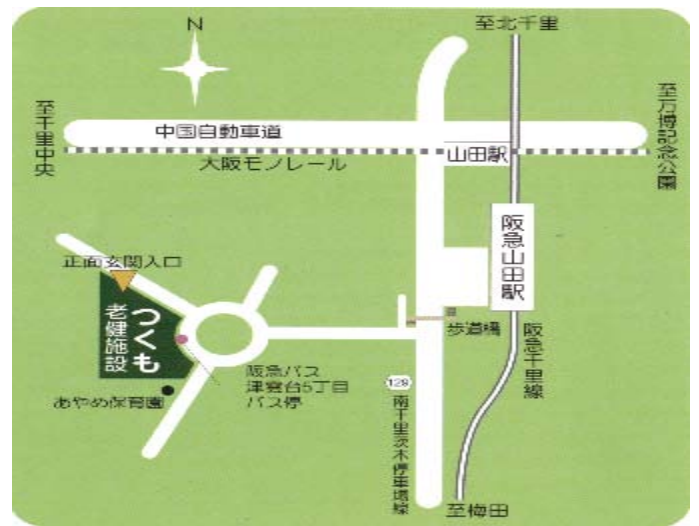 N
至北千里
至千里中央
中国自動車道
至万博記念公園
大阪モノレール
山田駅
阪急山田駅
正面玄関入口
老健施設
つくも
歩道橋
阪急千里線
阪急バス
津雲台5丁目
バス停
あやめ保育園
129
南千里茨木停車場線
至梅田